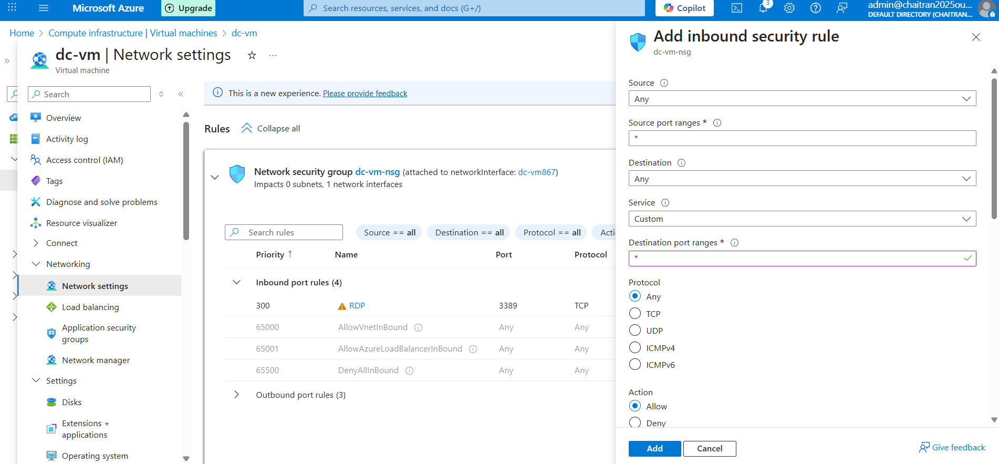 Microsoft Azure
Upgrade
Search resources, services, and docs (G+/)
Copilot
3
admin@chaitran2025ou...
DEFAULT DIRECTORY (CHAITRAN...
Home > Compute infrastructure | Virtual machines > dc-vm
dc-vm | Network settings
Virtual machine
Search
Overview
Activity log
Access control (IAM)
Tags
Diagnose and solve problems
Resource visualizer
Connect
Networking
Network settings
Load balancing
Application security
groups
Network manager
Settings
Disks
Extensions +
applications
Operating system
This is a new experience. Please provide feedback
Rules
Collapse all
Network security group dc-vm-nsg (attached to networkInterface: dc-vm867)
Impacts 0 subnets, 1 network interfaces
Search rules
Source == all
Destination == all
Protocol == all
Acti
Priority ↑ Name Port Protocol
Inbound port rules (4)
300 RDP 3389 TCP
65000 AllowVnetInBound Any Any
65001 AllowAzureLoadBalancerInBound Any Any
65500 DenyAllInBound Any Any
Outbound port rules (3)
Add inbound security rule
dc-vm-nsg
Source
Any
Source port ranges *
*
Destination
Any
Service
Custom
Destination port ranges *
*
Protocol
Any
TCP
UDP
ICMPv4
ICMPv6
Action
Allow
Deny
Add
Cancel
Give feedback